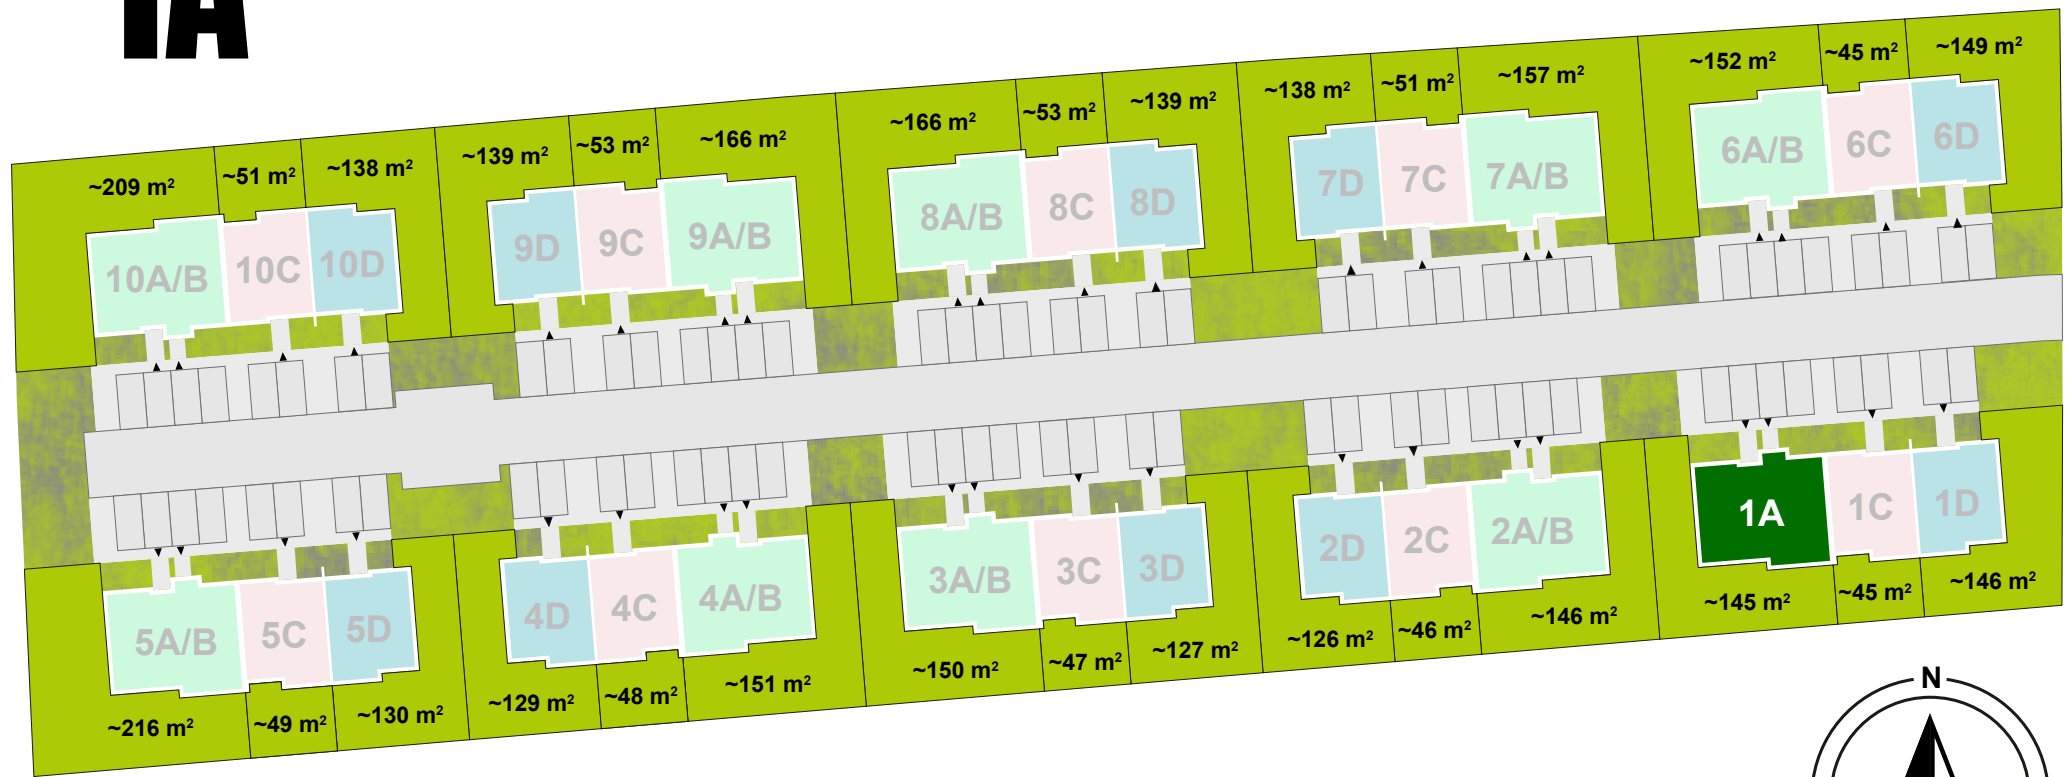 1A
~152 m²
~45 m²
~149 m²
~138 m²
~51 m²
~157 m²
~166 m²
~53 m²
~139 m²
~139 m²
~53 m²
~166 m²
~209 m²
~51 m²
~138 m²
6A/B
6C
6D
7D
7C
7A/B
8A/B
8C
8D
9D
9C
9A/B
10A/B
10C
10D
1A
1C
1D
2D
2C
2A/B
3A/B
3C
3D
4D
4C
4A/B
5A/B
5C
5D
~145 m²
~45 m²
~146 m²
~126 m²
~46 m²
~146 m²
~150 m²
~47 m²
~127 m²
~129 m²
~48 m²
~151 m²
~216 m²
~49 m²
~130 m²
N